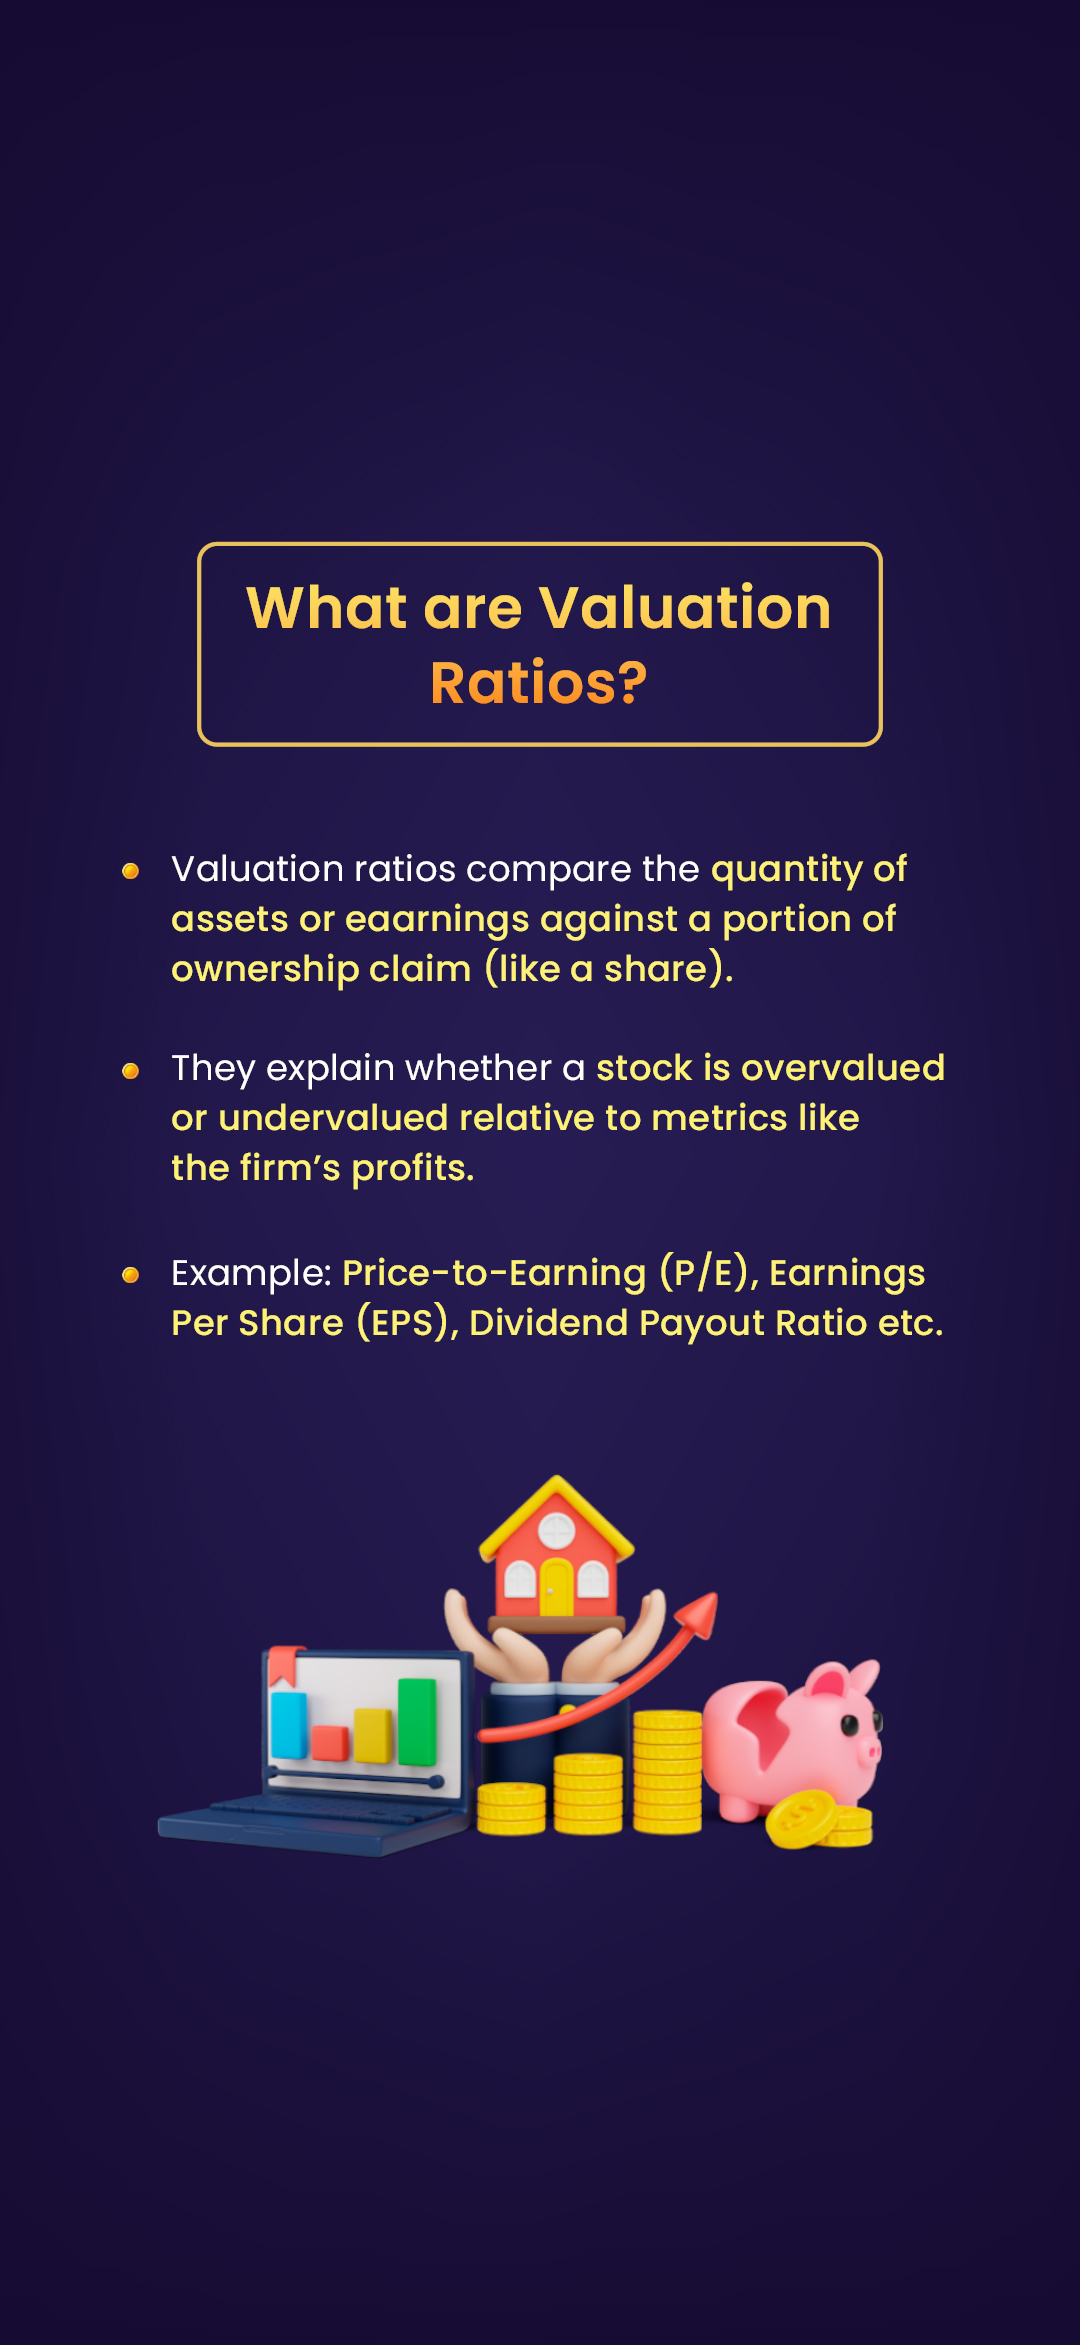 What are Valuation
Ratios?
Valuation ratios compare the quantity of
assets or eaarnings against a portion of
ownership claim (like a share).
They explain whether a stock is overvalued
or undervalued relative to metrics like
the firm’s profits.
Example: Price-to-Earning (P/E), Earnings
Per Share (EPS), Dividend Payout Ratio etc.